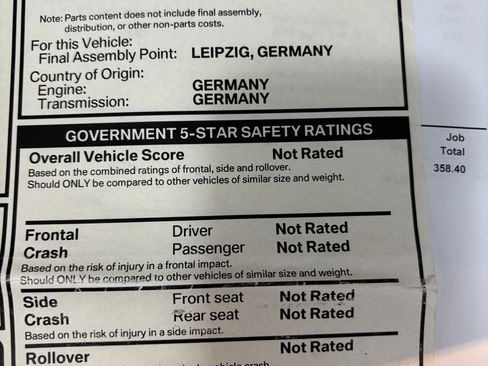 Note: Parts content does not include final assembly,
distribution, or other non-parts costs.
For this Vehicle:
Final Assembly Point: LEIPZIG, GERMANY
Country of Origin:
Engine: GERMANY
Transmission: GERMANY
GOVERNMENT 5-STAR SAFETY RATINGS
Overall Vehicle Score Not Rated
Based on the combined ratings of frontal, side and rollover.
Should ONLY be compared to other vehicles of similar size and weight.
Frontal Driver Not Rated
Crash Passenger Not Rated
Based on the risk of injury in a frontal impact.
Should ONLY be compared to other vehicles of similar size and weight.
Side Front seat Not Rated
Crash Rear seat Not Rated
Based on the risk of injury in a side impact.
Rollover Not Rated
Job
Total
358.40